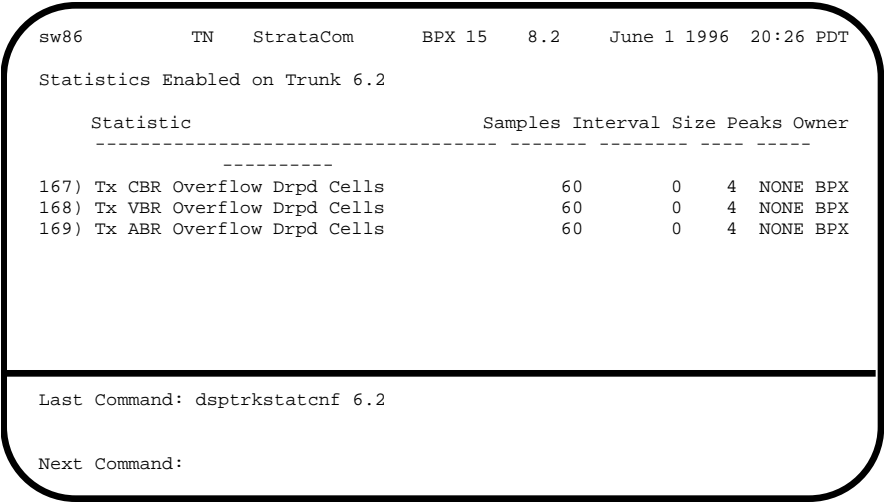 sw86 TN StrataCom BPX 15 8.2 June 1 1996 20:26 PDT
Statistics Enabled on Trunk 6.2
Statistic Samples Interval Size Peaks Owner
------------------------------------ ------- -------- ---- -----
----------
167) Tx CBR Overflow Drpd Cells 60 0 4 NONE BPX
168) Tx VBR Overflow Drpd Cells 60 0 4 NONE BPX
169) Tx ABR Overflow Drpd Cells 60 0 4 NONE BPX
Last Command: dsptrkstatcnf 6.2
Next Command: